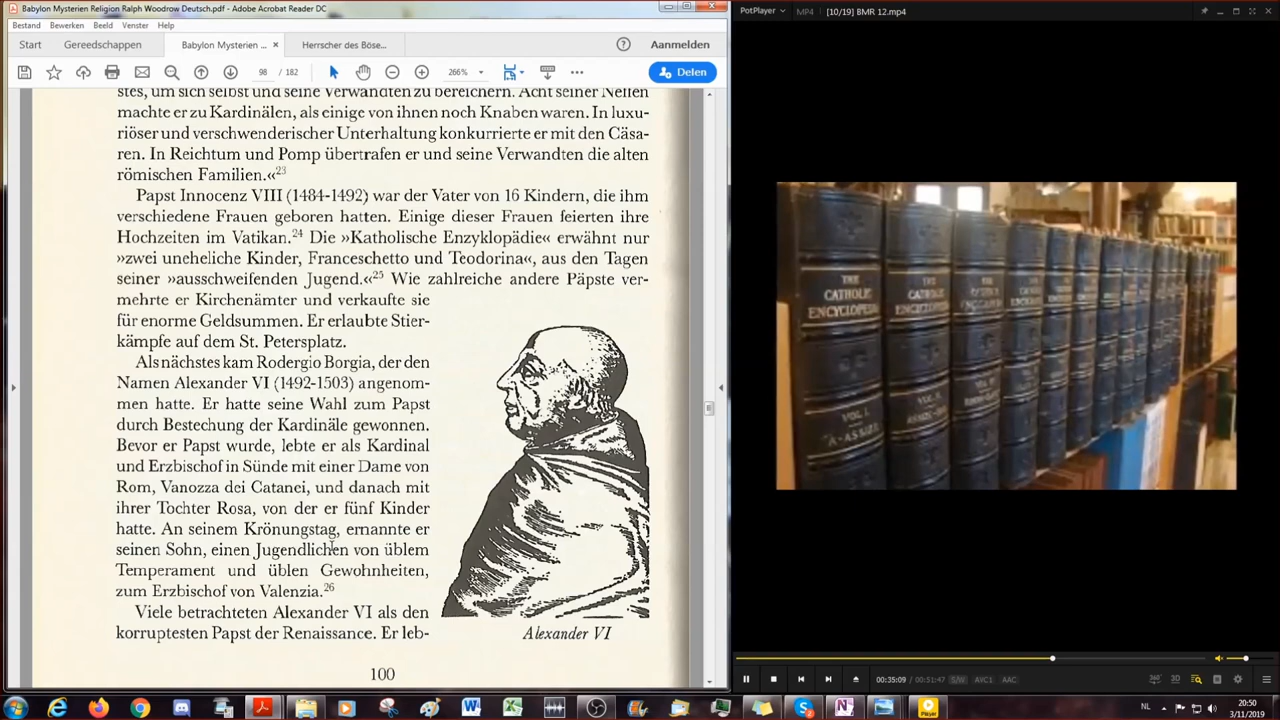 Babylon Mysterien Religion Ralph Woodrow Deutsch.pdf - Adobe Acrobat Reader DC
Bestand Bewerken Beeld Venster Help
Start Gereedschappen Babylon Mysterien ... × Herrscher des Böse... Aanmelden
98 / 182 266% Delen
stes, um sich selbst und seine Verwandten zu bereichern. Acht seiner Neffen
machte er zu Kardinälen, als einige von ihnen noch Knaben waren. In luxu-
riöser und verschwenderischer Unterhaltung konkurrierte er mit den Cäsa-
ren. In Reichtum und Pomp übertrafen er und seine Verwandten die alten
römischen Familien.«23
Papst Innocenz VIII (1484-1492) war der Vater von 16 Kindern, die ihm
verschiedene Frauen geboren hatten. Einige dieser Frauen feierten ihre
Hochzeiten im Vatikan.24 Die »Katholische Enzyklopädie« erwähnt nur
»zwei uneheliche Kinder, Franceschetto und Teodorina«, aus den Tagen
seiner »ausschweifenden Jugend.«25 Wie zahlreiche andere Päpste ver-
mehrte er Kirchenämter und verkaufte sie
für enorme Geldsummen. Er erlaubte Stier-
kämpfe auf dem St. Petersplatz.
Als nächstes kam Rodergio Borgia, der den
Namen Alexander VI (1492-1503) angenom-
men hatte. Er hatte seine Wahl zum Papst
durch Bestechung der Kardinäle gewonnen.
Bevor er Papst wurde, lebte er als Kardinal
und Erzbischof in Sünde mit einer Dame von
Rom, Vanozza dei Catanei, und danach mit
ihrer Tochter Rosa, von der er fünf Kinder
hatte. An seinem Krönungstag, ernannte er
seinen Sohn, einen Jugendlichen von üblem
Temperament und üblen Gewohnheiten,
zum Erzbischof von Valenzia.26
Viele betrachteten Alexander VI als den
korruptesten Papst der Renaissance. Er leb-
Alexander VI
100
PotPlayer MP4 [10/19] BMR 12.mp4
THE
CATHOLIC
ENCYCLOPEDIA
VOL. I
THE
CATHOLIC
ENCYCLOPEDIA
00:35:09 / 00:51:47 S/W AVC1 AAC
360° 3D
NL 20:50
3/11/2019